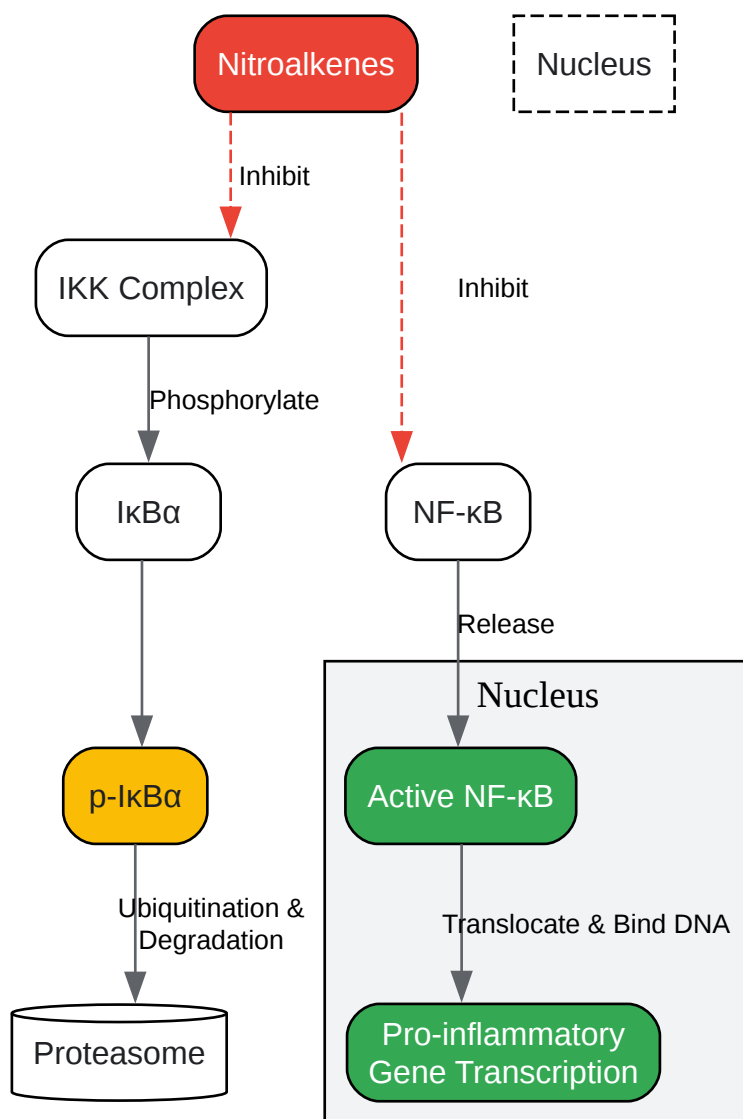 Nitroalkenes
Nucleus
Inhibit
IKK Complex
Inhibit
Phosphorylate
IκBα
NF-κB
Release
Nucleus
p-IκBα
Active NF-κB
Ubiquitination &
Degradation
Translocate & Bind DNA
Proteasome
Pro-inflammatory
Gene Transcription